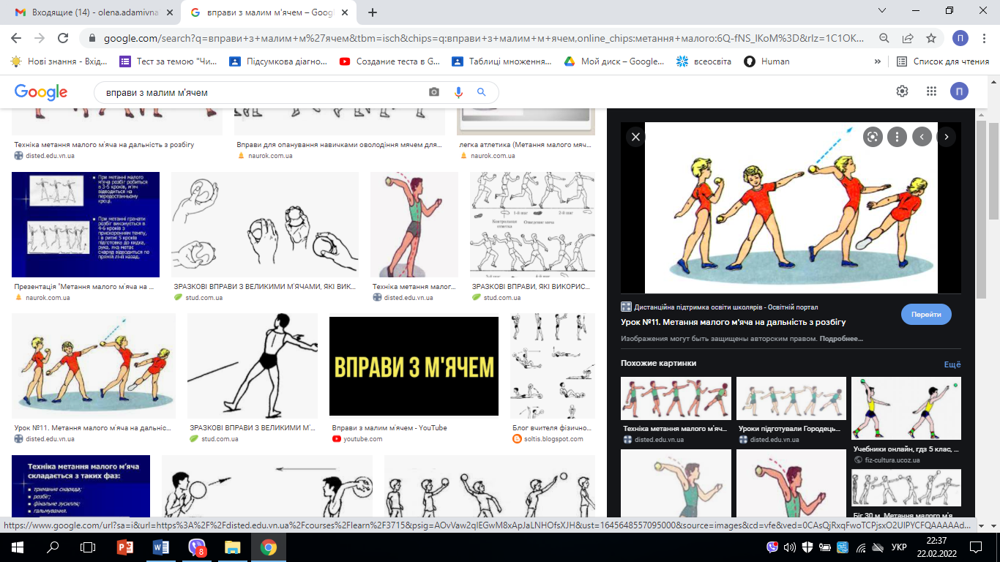 Входящие (14) - olena.adamivna
вправи з малим м'ячем – Goog
google.com/search?q=вправи+з+малим+м%27ячем&tbm=isch&chips=q:вправи+з+малим+м+ячем,online_chips:метання+малого:6Q-fNS_IKoM%3D&rlz=1C1OK...
П
Нові знання - Вхід...
Тест за темою "Чи...
Підсумкова діагно...
Создание теста в G...
Таблиці множення...
Мой диск – Google...
всеосвіта
Human
»
Список для чтения
Google
вправи з малим м'ячем
П
Техніка метання малого м'яча на дальність з розбігу
disted.edu.vn.ua
Вправи для опанування навичками оволодіння мячем для...
naurok.com.ua
легка атлетика (Метання малого мяч...
naurok.com.ua
При метанні малого
м'яча розбіг робиться
в 3-5 кроків, м'яч
відводиться на
передостанньому
кроці.
При метанні гранати
розбіг виконується в
4-6 кроків з
прискоренням темпу,
і в ритмі 5 кроків
підготовка до кидка,
рука, яка метає
снаряд відводиться по
прямій лінії назад.
1-й шаг
2-й шаг
Контрольная
отметка
Отведение мяча
3-й шаг
4-й шаг
Презентація "Метання малого м'яча на ...
naurok.com.ua
ЗРАЗКОВІ ВПРАВИ З ВЕЛИКИМИ М'ЯЧАМИ, ЯКІ ВИК...
stud.com.ua
Техніка метання малог...
disted.edu.vn.ua
ЗРАЗКОВІ ВПРАВИ, ЯКІ ВИКОРИС...
stud.com.ua
ВПРАВИ З М'ЯЧЕМ
Урок №11. Метання малого м'яча на дальніс...
disted.edu.vn.ua
ЗРАЗКОВІ ВПРАВИ З ВЕЛИКИМИ М'...
stud.com.ua
Вправи з малим м'ячем - YouTube
youtube.com
Блог вчителя фізично...
soltis.blogspot.com
Техніка метання малого м'яча
складається з таких фаз:
тримання снаряда;
розбіг;
фінальне зусилля;
гальмування.
Дистанційна підтримка освіти школярів - Освітній портал
Урок №11. Метання малого м'яча на дальність з розбігу
Перейти
Изображения могут быть защищены авторским правом. Подробнее...
Похожие картинки
Ещё
Техніка метання малого м'яч...
disted.edu.vn.ua
Уроки підготували Городець...
disted.edu.vn.ua
Учебники онлайн, гдз 5 клас, ...
fiz-cultura.ucoz.ua
Біг 30 м. Метання малого м'я
https://www.google.com/url?sa=i&url=https%3A%2F%2Fdisted.edu.vn.ua%2Fcourses%2Flearn%2F3715&psig=AOvVaw2qIEGwM8xApJaLNHOfsXJH&ust=1645648557095000&source=images&cd=vfe&ved=0CAsQjRxqFwoTCPjsxO2UIPYCFQAAAAAd...
8
УКР
22:37
22.02.2022